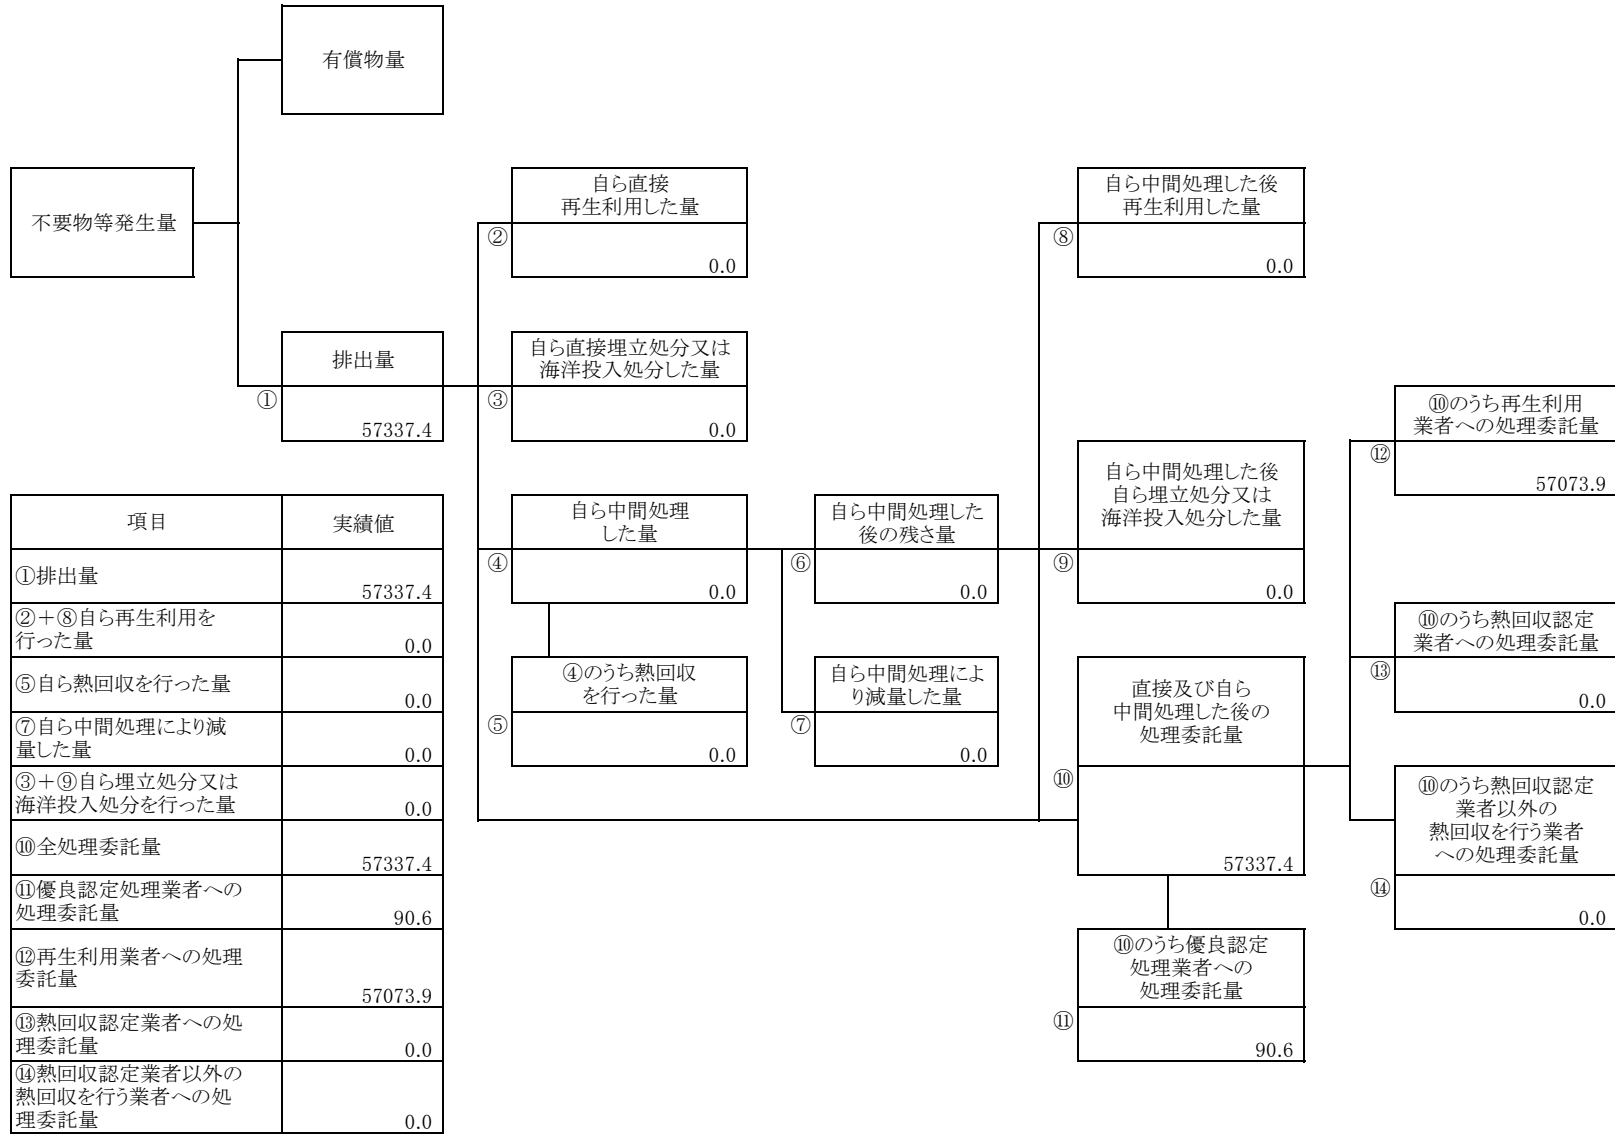 有償物量
不要物等発生量
自ら直接
再生利用した量
②
0.0
自ら中間処理した後
再生利用した量
⑧
0.0
排出量
①
57337.4
自ら直接埋立処分又は
海洋投入処分した量
③
0.0
⑩のうち再生利用
業者への処理委託量
⑫
57073.9
自ら中間処理
した量
④
0.0
自ら中間処理した
後の残さ量
⑥
0.0
自ら中間処理した後
自ら埋立処分又は
海洋投入処分した量
⑨
0.0
⑩のうち熱回収認定
業者への処理委託量
⑬
0.0
④のうち熱回収
を行った量
⑤
0.0
自ら中間処理によ
り減量した量
⑦
0.0
直接及び自ら
中間処理した後の
処理委託量
⑩
57337.4
⑩のうち熱回収認定
業者以外の
熱回収を行う業者
への処理委託量
⑭
0.0
⑩のうち優良認定
処理業者への
処理委託量
⑪
90.6
項目 実績値
①排出量
57337.4
②+⑧自ら再生利用を
行った量
0.0
⑤自ら熱回収を行った量
0.0
⑦自ら中間処理により減
量した量
0.0
③+⑨自ら埋立処分又は
海洋投入処分を行った量
0.0
⑩全処理委託量
57337.4
⑪優良認定処理業者への
処理委託量
90.6
⑫再生利用業者への処理
委託量
57073.9
⑬熱回収認定業者への処
理委託量
0.0
⑭熱回収認定業者以外の
熱回収を行う業者への処
理委託量
0.0